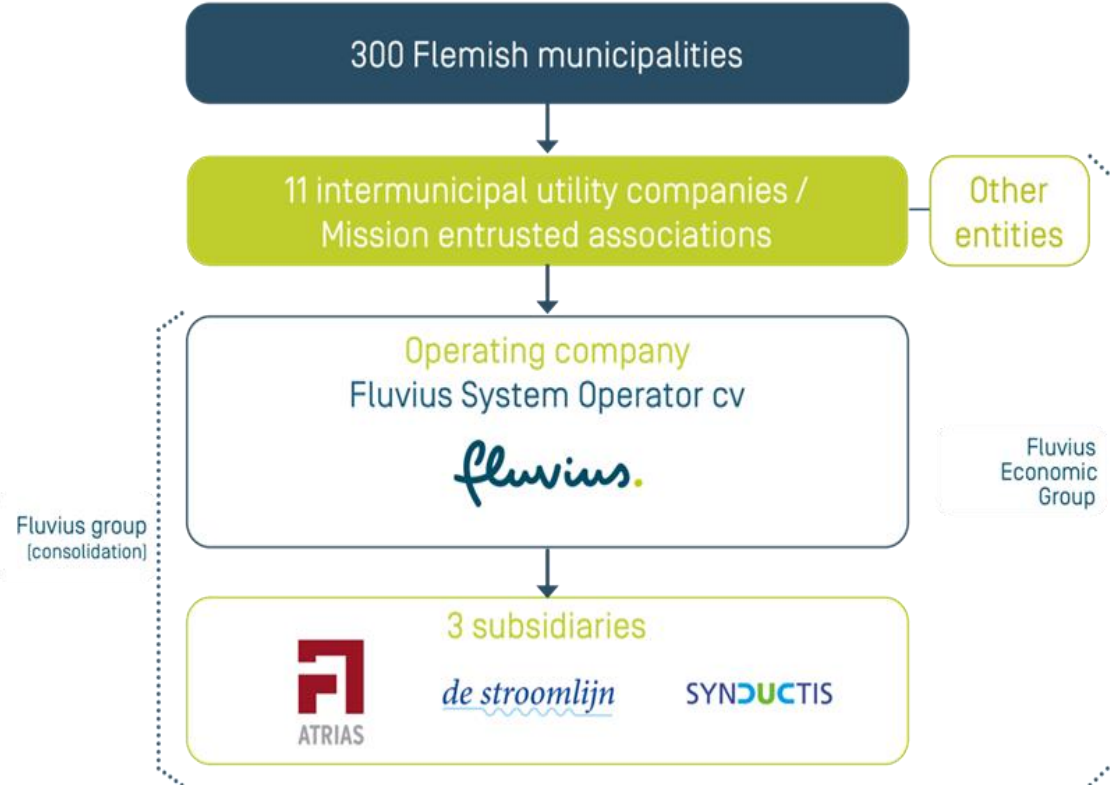 300 Flemish municipalities
11 intermunicipal utility companies /
Mission entrusted associations
Other
entities
Operating company
Fluvius System Operator cv
fluvius.
Fluvius
Economic
Group
Fluvius group
(consolidation)
3 subsidiaries
ATRIAS
de stroomlijn
SYNDUCTIS